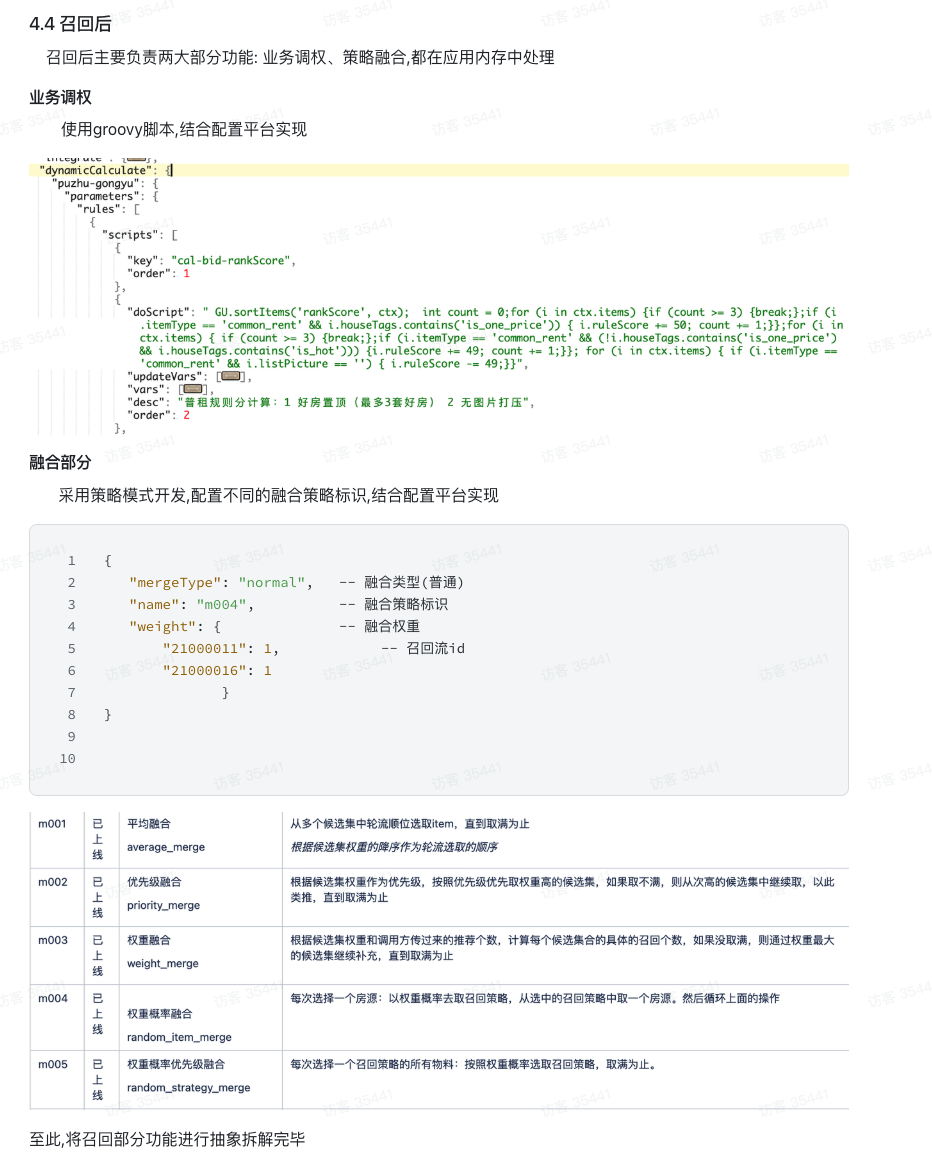 4.4 召回后
召回后主要负责两大部分功能: 业务调权、策略融合,都在应用内存中处理
业务调权
使用groovy脚本,结合配置平台实现
"dynamicCalculate": {
"puzhu-gongyu": {
"parameters": {
"rules": [
{
"scripts": [
{
"key": "cal-bid-rankScore",
"order": 1
},
{
"doScript": " GU.sortItems('rankScore', ctx);  int count = 0;for (i in ctx.items) {if (count >= 3) {break;};if (i
.itemType == 'common_rent' && i.houseTags.contains('is_one_price')) { i.ruleScore += 50; count += 1;}};for (i in
ctx.items) { if (count >= 3) {break;};if (i.itemType == 'common_rent' && (!i.houseTags.contains('is_one_price')
&& i.houseTags.contains('is_hot'))) {i.ruleScore += 49; count += 1;}}; for (i in ctx.items) { if (i.itemType ==
'common_rent' && i.listPicture == '') { i.ruleScore -= 49;}}",
"updateVars": [],
"vars": [],
"desc": "普租规则分计算：1 好房置顶（最多3套好房） 2 无图片打压",
"order": 2
},
融合部分
采用策略模式开发,配置不同的融合策略标识,结合配置平台实现
1 {
2 "mergeType": "normal", -- 融合类型(普通)
3 "name": "m004", -- 融合策略标识
4 "weight": { -- 融合权重
5 "21000011": 1, -- 召回流id
6 "21000016": 1
7 }
8 }
9
10
m001 已上线 平均融合 从多个候选集中轮流顺位选取item，直到取满为止
average_merge 根据候选集权重的降序作为轮流选取的顺序
m002 已上线 优先级融合 根据候选集权重作为优先级，按照优先级优先取权重高的候选集，如果取不满，则从次高的候选集中继续取，以此
priority_merge 类推，直到取满为止
m003 已上线 权重融合 根据候选集权重和调用方传过来的推荐个数，计算每个候选集合的具体的召回个数，如果没取满，则通过权重最大
weight_merge 的候选集继续补充，直到取满为止
m004 已上线 每次选择一个房源：以权重概率去取召回策略，从选中的召回策略中取一个房源。然后循环上面的操作
权重概率融合
random_item_merge
m005 已上线 权重概率优先级融合 每次选择一个召回策略的所有物料：按照权重概率选取召回策略，取满为止。
random_strategy_merge
至此,将召回部分功能进行抽象拆解完毕
访客 35441